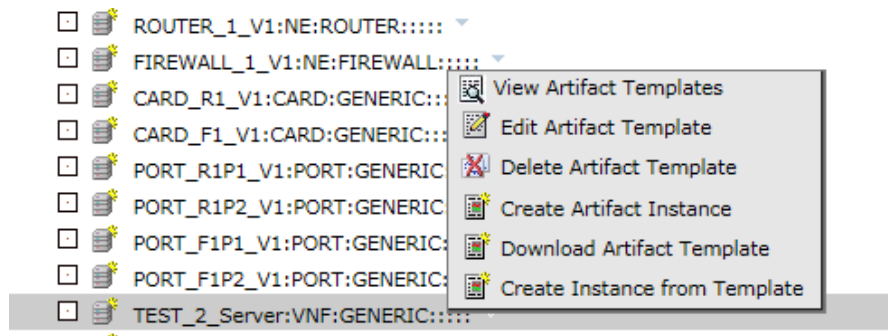 ROUTER_1_V1:NE:ROUTER:::::
FIREWALL_1_V1:NE:FIREWALL:::::
CARD_R1_V1:CARD:GENERIC:::
CARD_F1_V1:CARD:GENERIC:::
PORT_R1P1_V1:PORT:GENERIC
PORT_R1P2_V1:PORT:GENERIC
PORT_F1P1_V1:PORT:GENERIC:
PORT_F1P2_V1:PORT:GENERIC:
TEST_2_Server:VNF:GENERIC:::::
View Artifact Templates
Edit Artifact Template
Delete Artifact Template
Create Artifact Instance
Download Artifact Template
Create Instance from Template